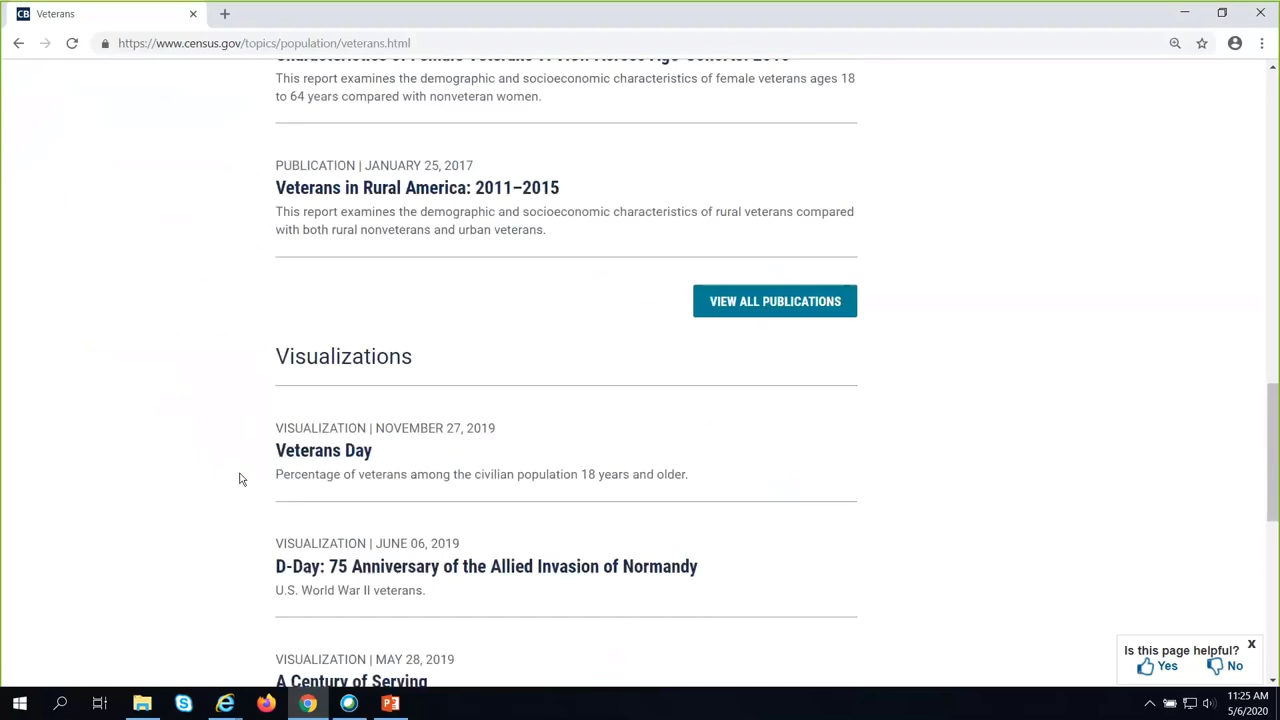 Veterans
https://www.census.gov/topics/population/veterans.html
Characteristics of Female Veterans
This report examines the demographic and socioeconomic characteristics of female veterans ages 18
to 64 years compared with nonveteran women.
PUBLICATION | JANUARY 25, 2017
Veterans in Rural America: 2011–2015
This report examines the demographic and socioeconomic characteristics of rural veterans compared
with both rural nonveterans and urban veterans.
VIEW ALL PUBLICATIONS
Visualizations
VISUALIZATION | NOVEMBER 27, 2019
Veterans Day
Percentage of veterans among the civilian population 18 years and older.
VISUALIZATION | JUNE 06, 2019
D-Day: 75 Anniversary of the Allied Invasion of Normandy
U.S. World War II veterans.
VISUALIZATION | MAY 28, 2019
A Century of Serving
Is this page helpful? x
Yes No
11:25 AM
5/6/2020